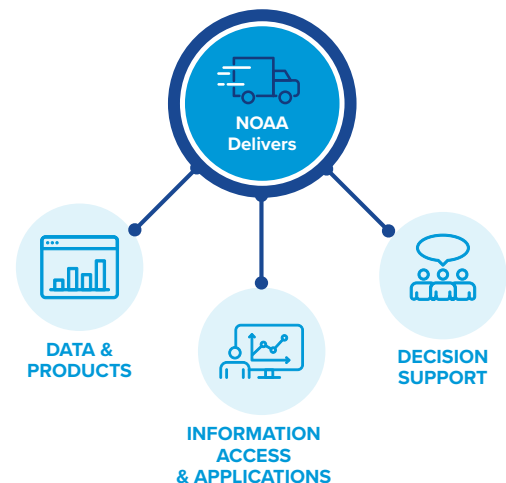 NOAA
Delivers
DATA &
PRODUCTS
INFORMATION
ACCESS
& APPLICATIONS
DECISION
SUPPORT